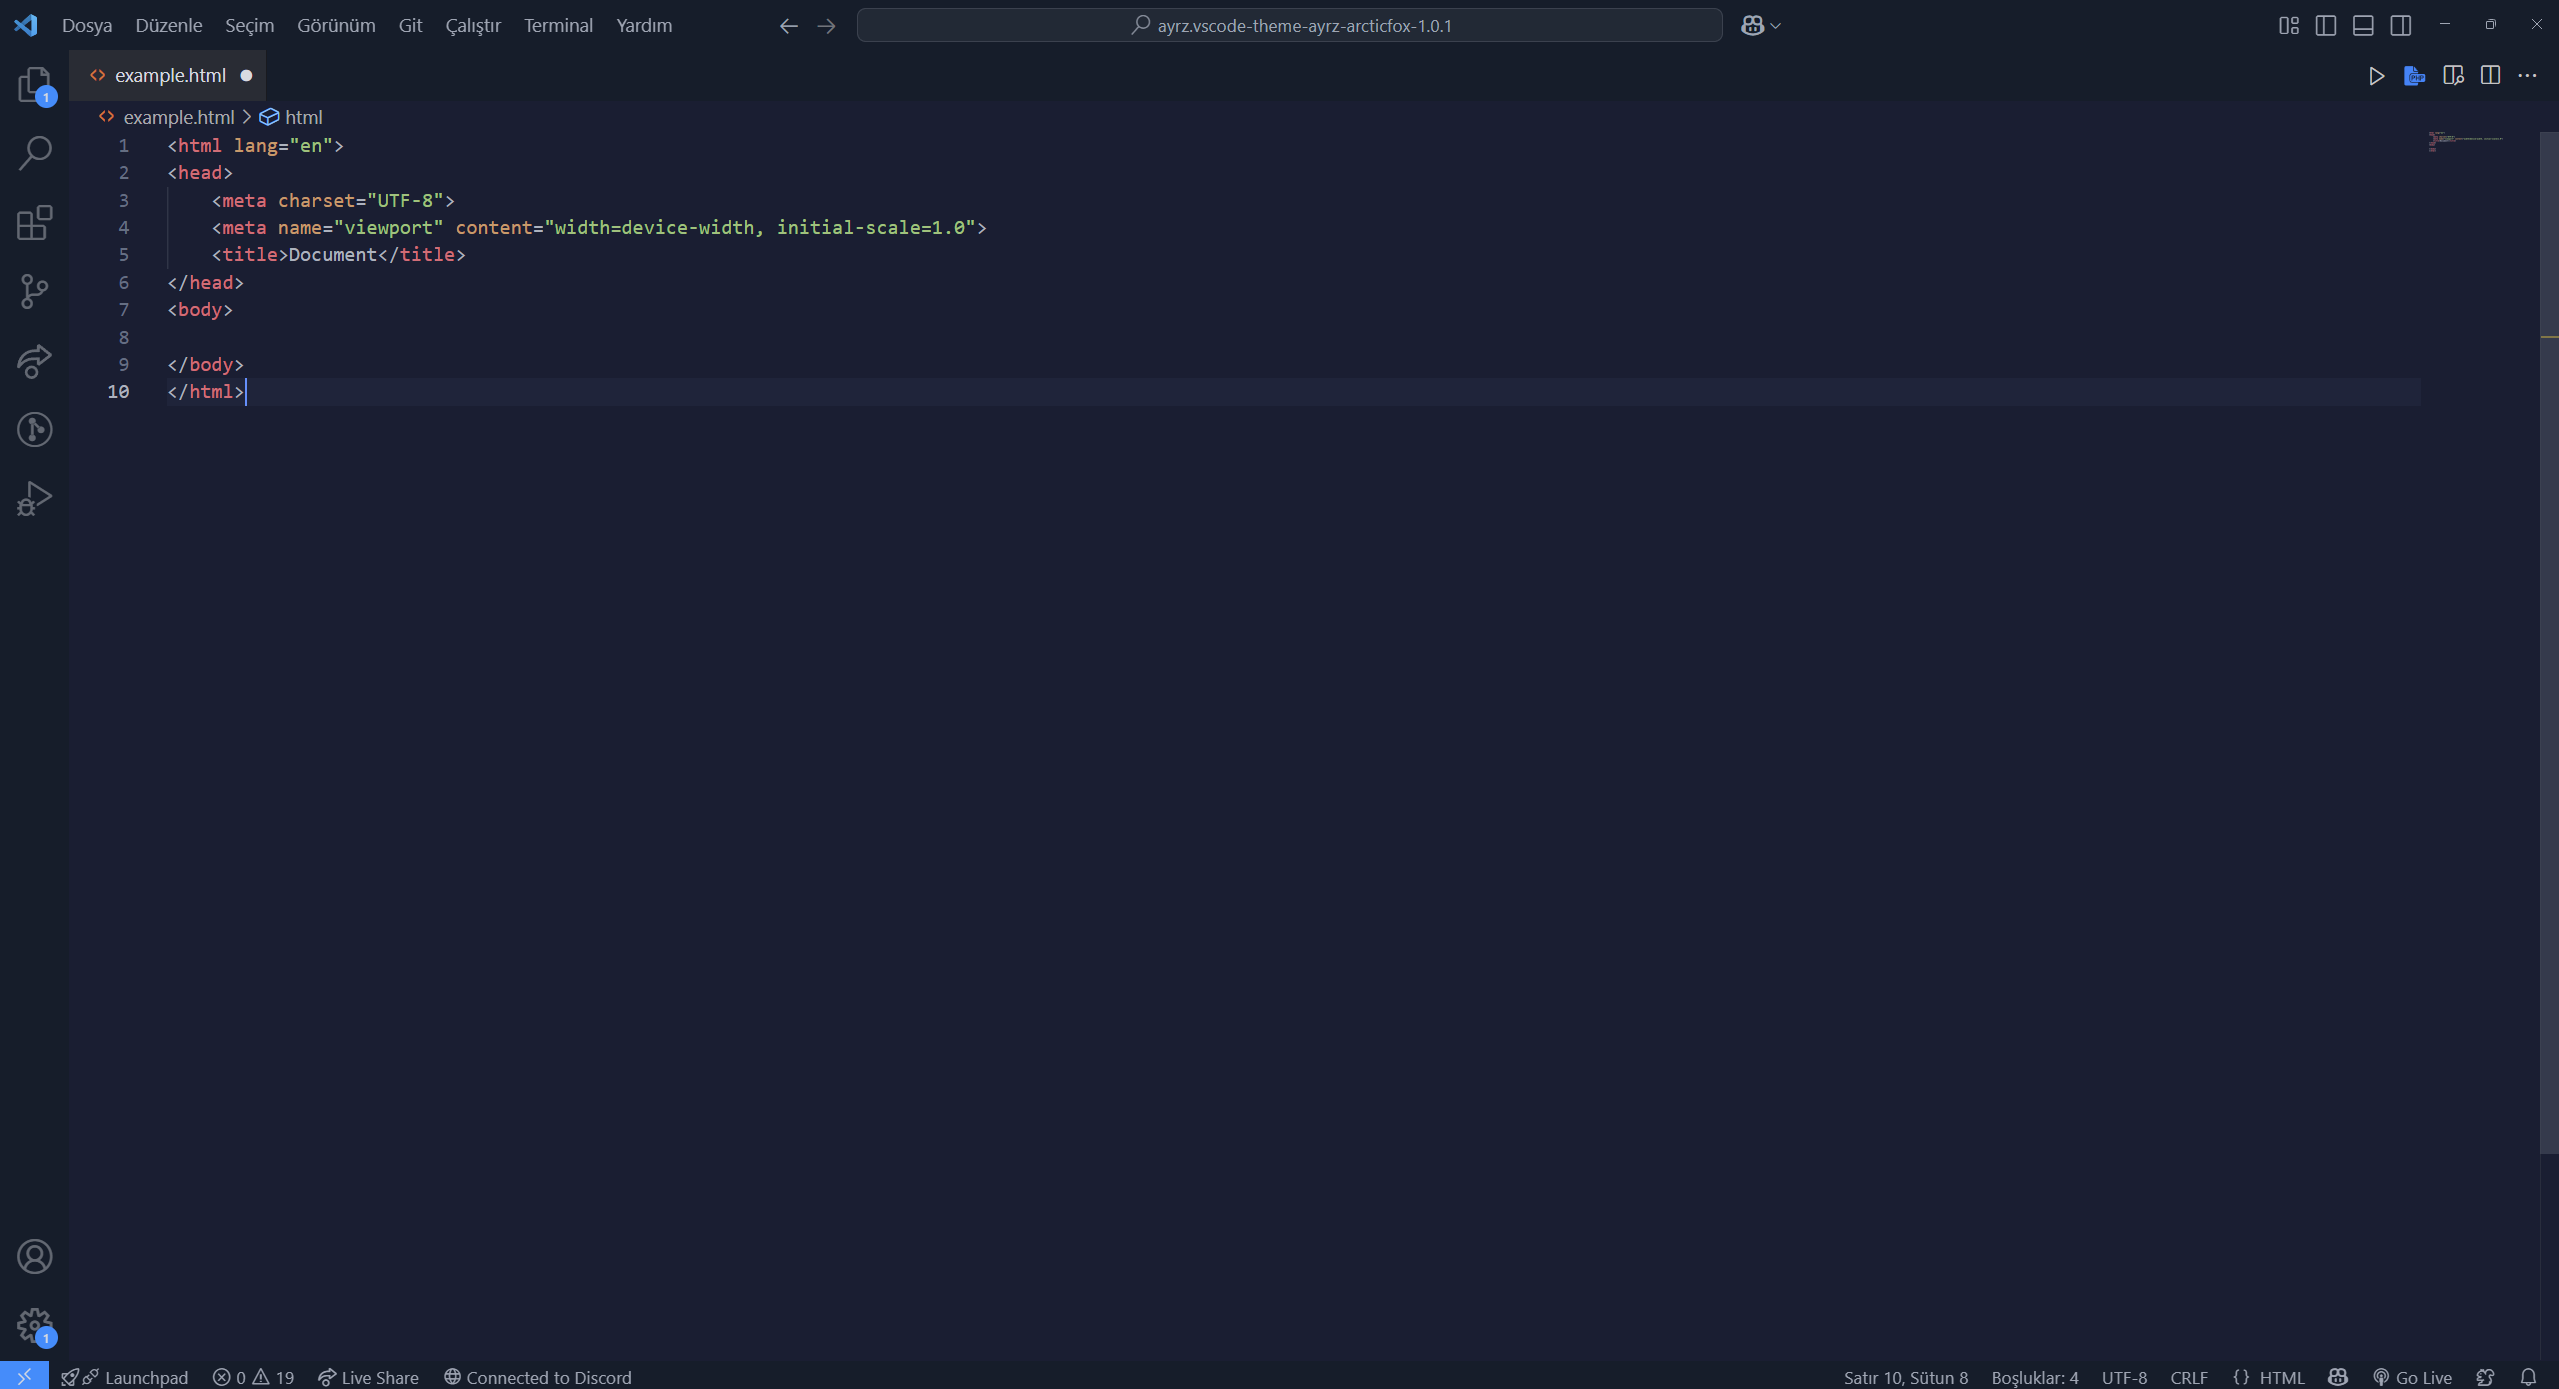 Dosya Düzenle Seçim Görünüm Git Çalıştır Terminal Yardım ayrz.vscode-theme-ayrz-arcticfox-1.0.1
example.html
PHP
1
example.html > html
1 <html lang="en">
2 <head>
3     <meta charset="UTF-8">
4     <meta name="viewport" content="width=device-width, initial-scale=1.0">
5     <title>Document</title>
6 </head>
7 <body>
8
9 </body>
10 </html>
1
Launchpad 0 19 Live Share Connected to Discord Satır 10, Sütun 8 Boşluklar: 4 UTF-8 CRLF {} HTML Go Live